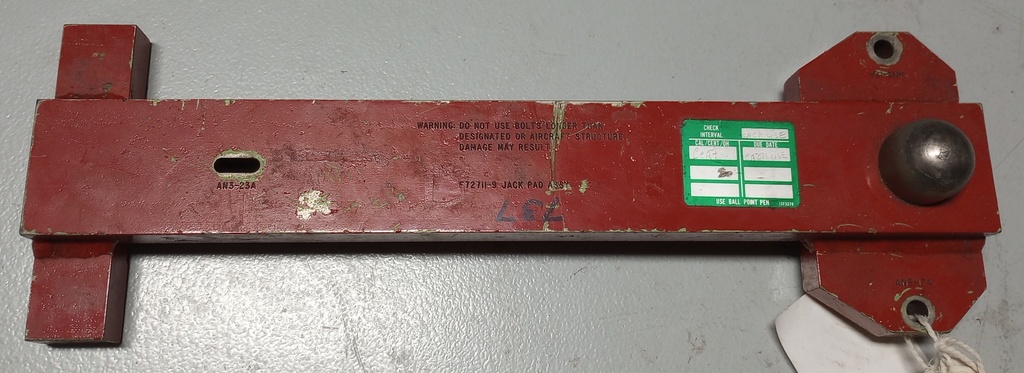 WARNING: DO NOT USE BOLTS LONGER THAN
DESIGNATED OR AIRCRAFT STRUCTURE
DAMAGE MAY RESULT
AN3-23A
F72711-9 JACK PAD ASSY
737
CHECK INTERVAL
CAL/CERT/OH
DUE DATE
USE BALL POINT PEN